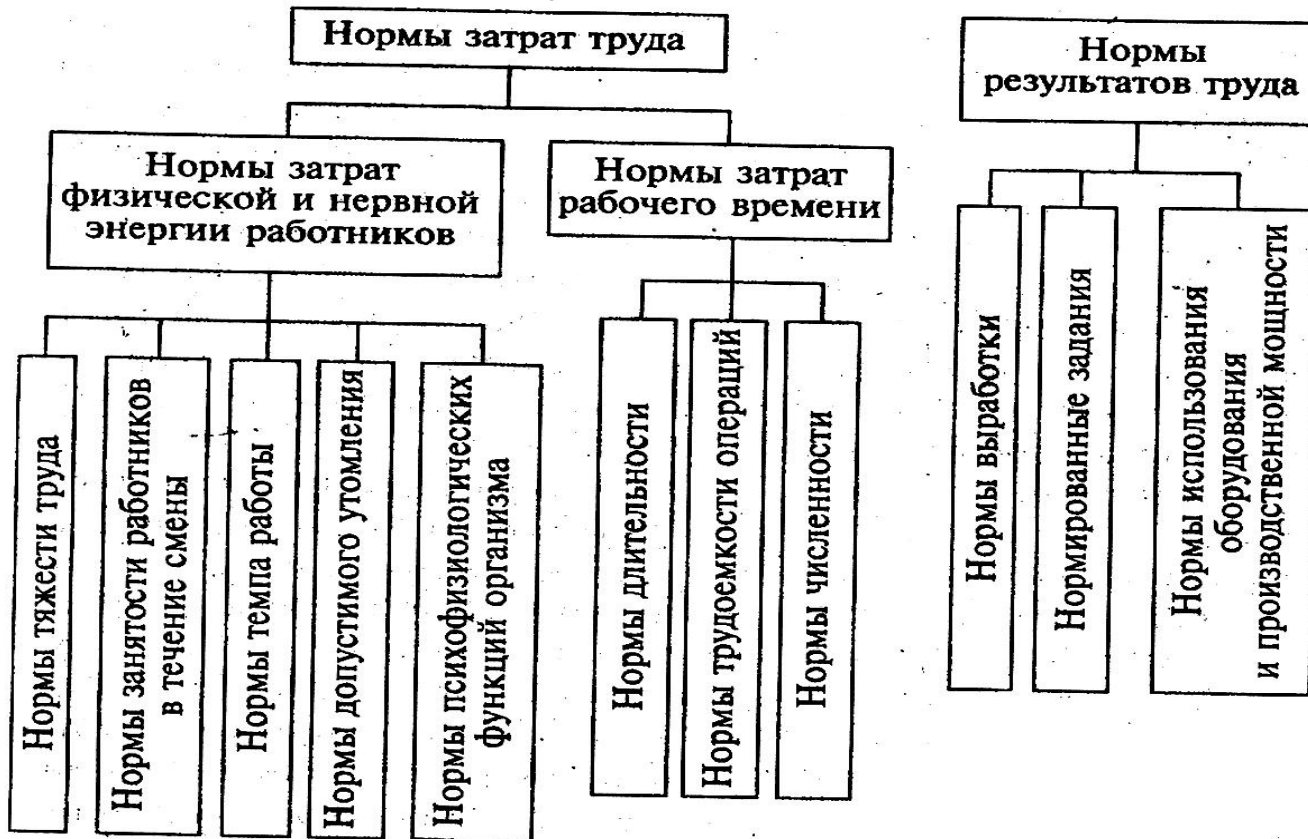 Нормы затрат труда
Нормы
результатов труда
Нормы затрат
физической и нервной
энергии работников
Нормы затрат
рабочего времени
Нормы тяжести труда
Нормы занятости работников
в течение смены
Нормы темпа работы
Нормы допустимого утомления
Нормы психофизиологических
функций организма
Нормы длительности
Нормы трудоемкости операций
Нормы численности
Нормы выработки
Нормированные задания
Нормы использования
оборудования
и производственной мощности